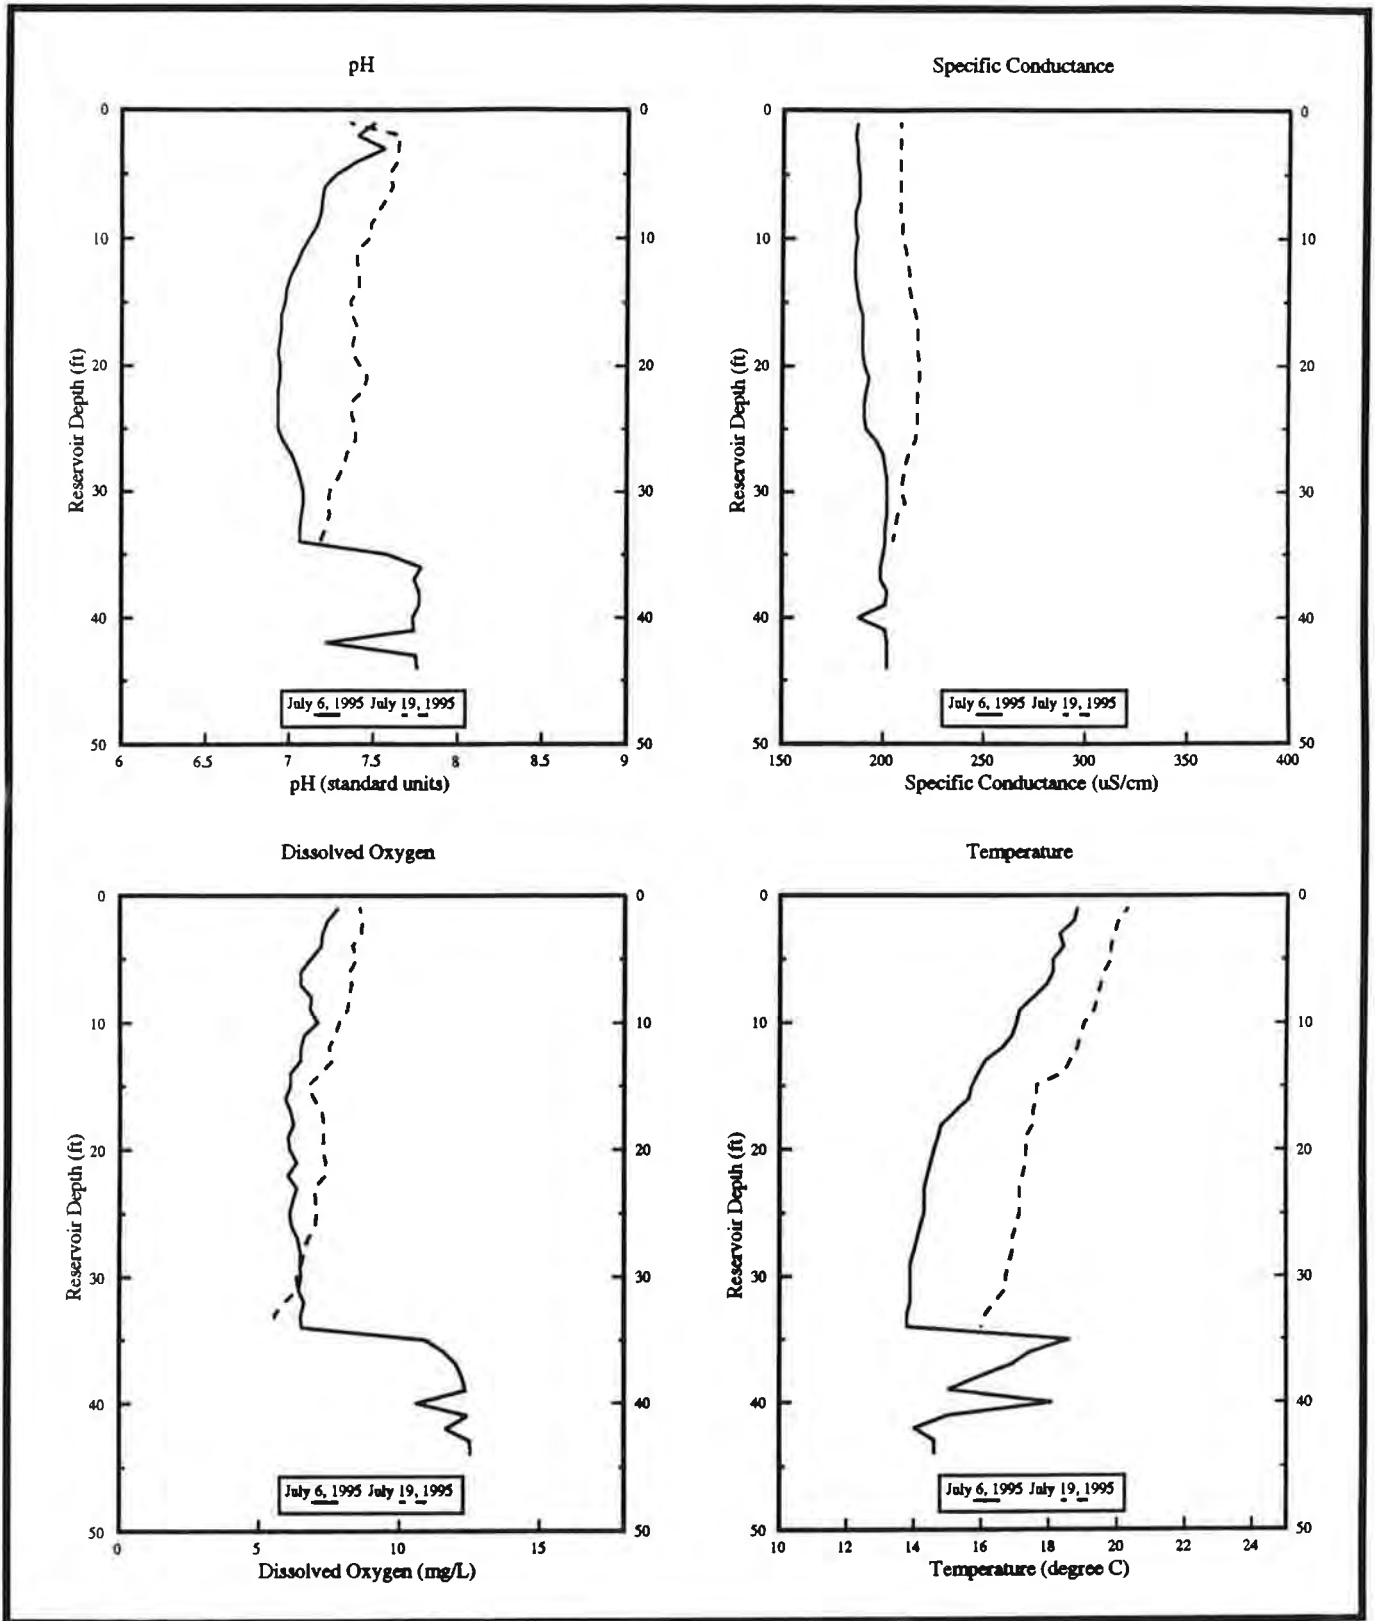 pH
0
10
20
30
40
50
0
10
20
30
40
50
Reservoir Depth (ft)
July 6, 1995 July 19, 1995
6 6.5 7 7.5 8 8.5 9
pH (standard units)
Specific Conductance
0
10
20
30
40
50
0
10
20
30
40
50
Reservoir Depth (ft)
July 6, 1995 July 19, 1995
150 200 250 300 350 400
Specific Conductance (uS/cm)
Dissolved Oxygen
0
10
20
30
40
50
0
10
20
30
40
50
Reservoir Depth (ft)
July 6, 1995 July 19, 1995
0 5 10 15
Dissolved Oxygen (mg/L)
Temperature
0
10
20
30
40
50
0
10
20
30
40
50
Reservoir Depth (ft)
July 6, 1995 July 19, 1995
10 12 14 16 18 20 22 24
Temperature (degree C)